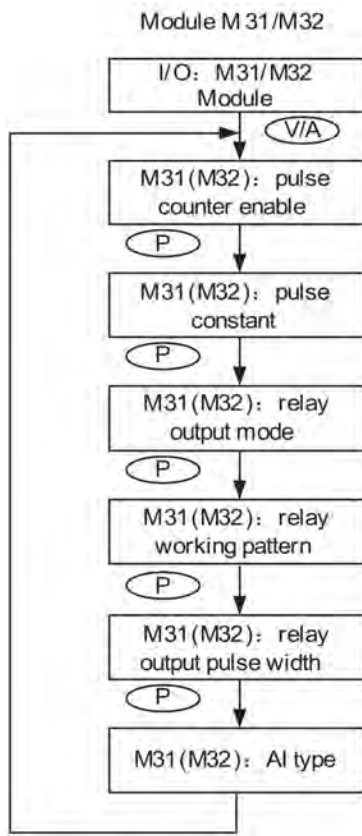 Module M31/M32
I/O：M31/M32
Module
V/A
M31(M32)：pulse
counter enable
P
M31(M32)：pulse
constant
P
M31(M32)：relay
output mode
P
M31(M32)：relay
working pattern
P
M31(M32)：relay
output pulse width
P
M31(M32)：AI type